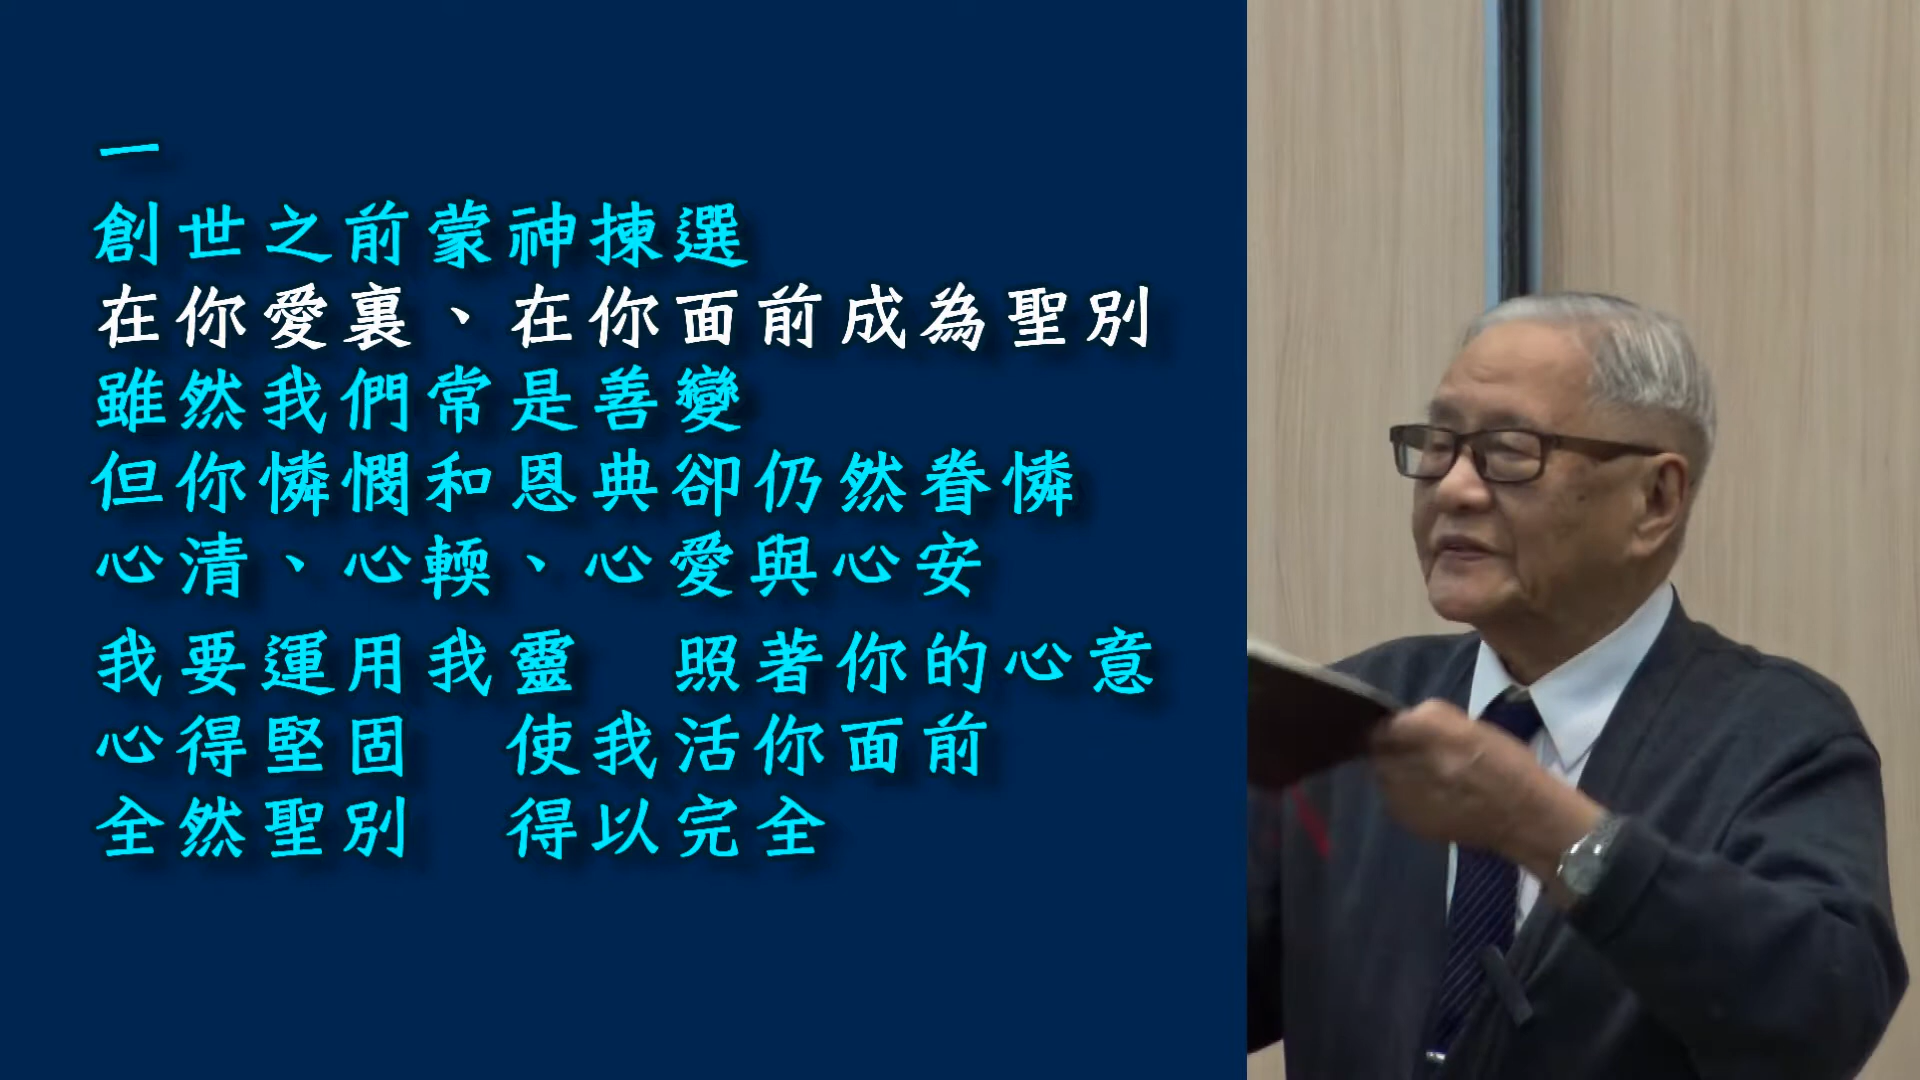 一
創世之前蒙神揀選
在你愛裏、在你面前成為聖別
雖然我們常是善變
但你憐憫和恩典卻仍然眷憐
心清、心輭、心愛與心安
我要運用我靈　照著你的心意
心得堅固　使我活你面前
全然聖別　得以完全